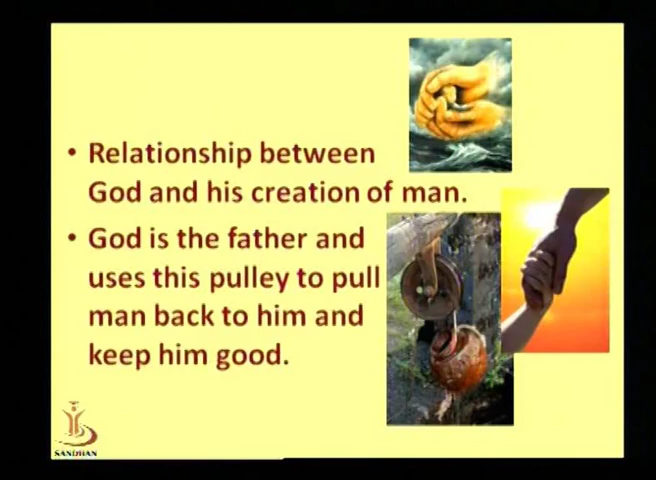 • Relationship between
God and his creation of man.
• God is the father and
uses this pulley to pull
man back to him and
keep him good.
SANDHAN